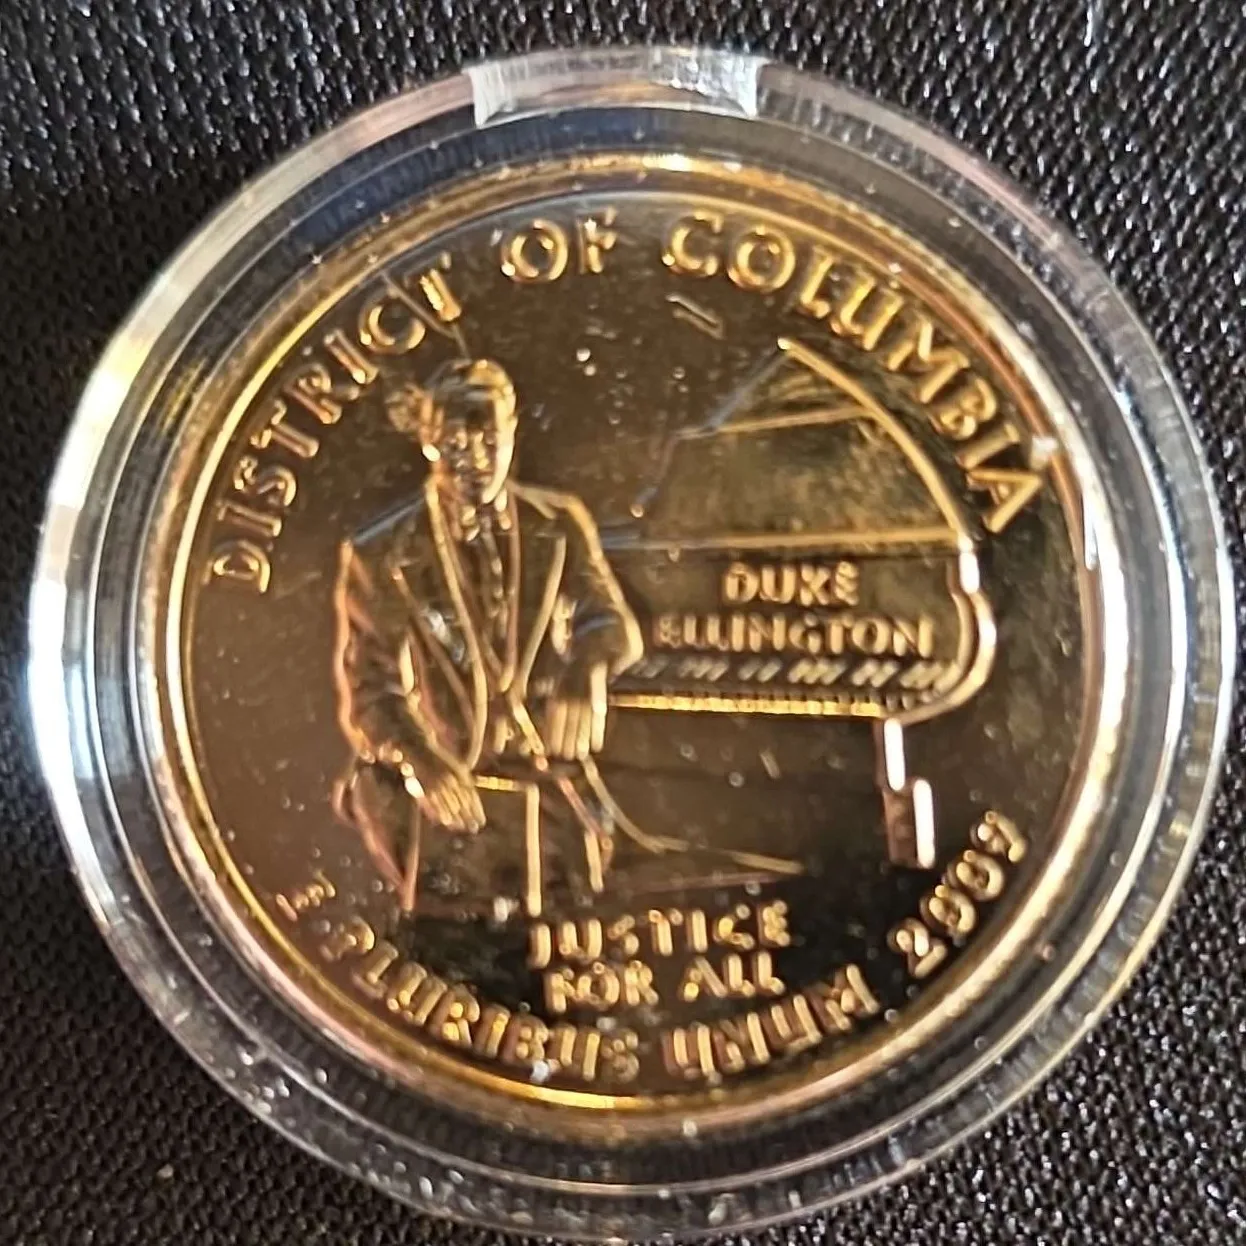 DISTRICT OF COLUMBIA
DUKE
ELLINGTON
JUSTICE
FOR ALL
E PLURIBUS UNUM 2009